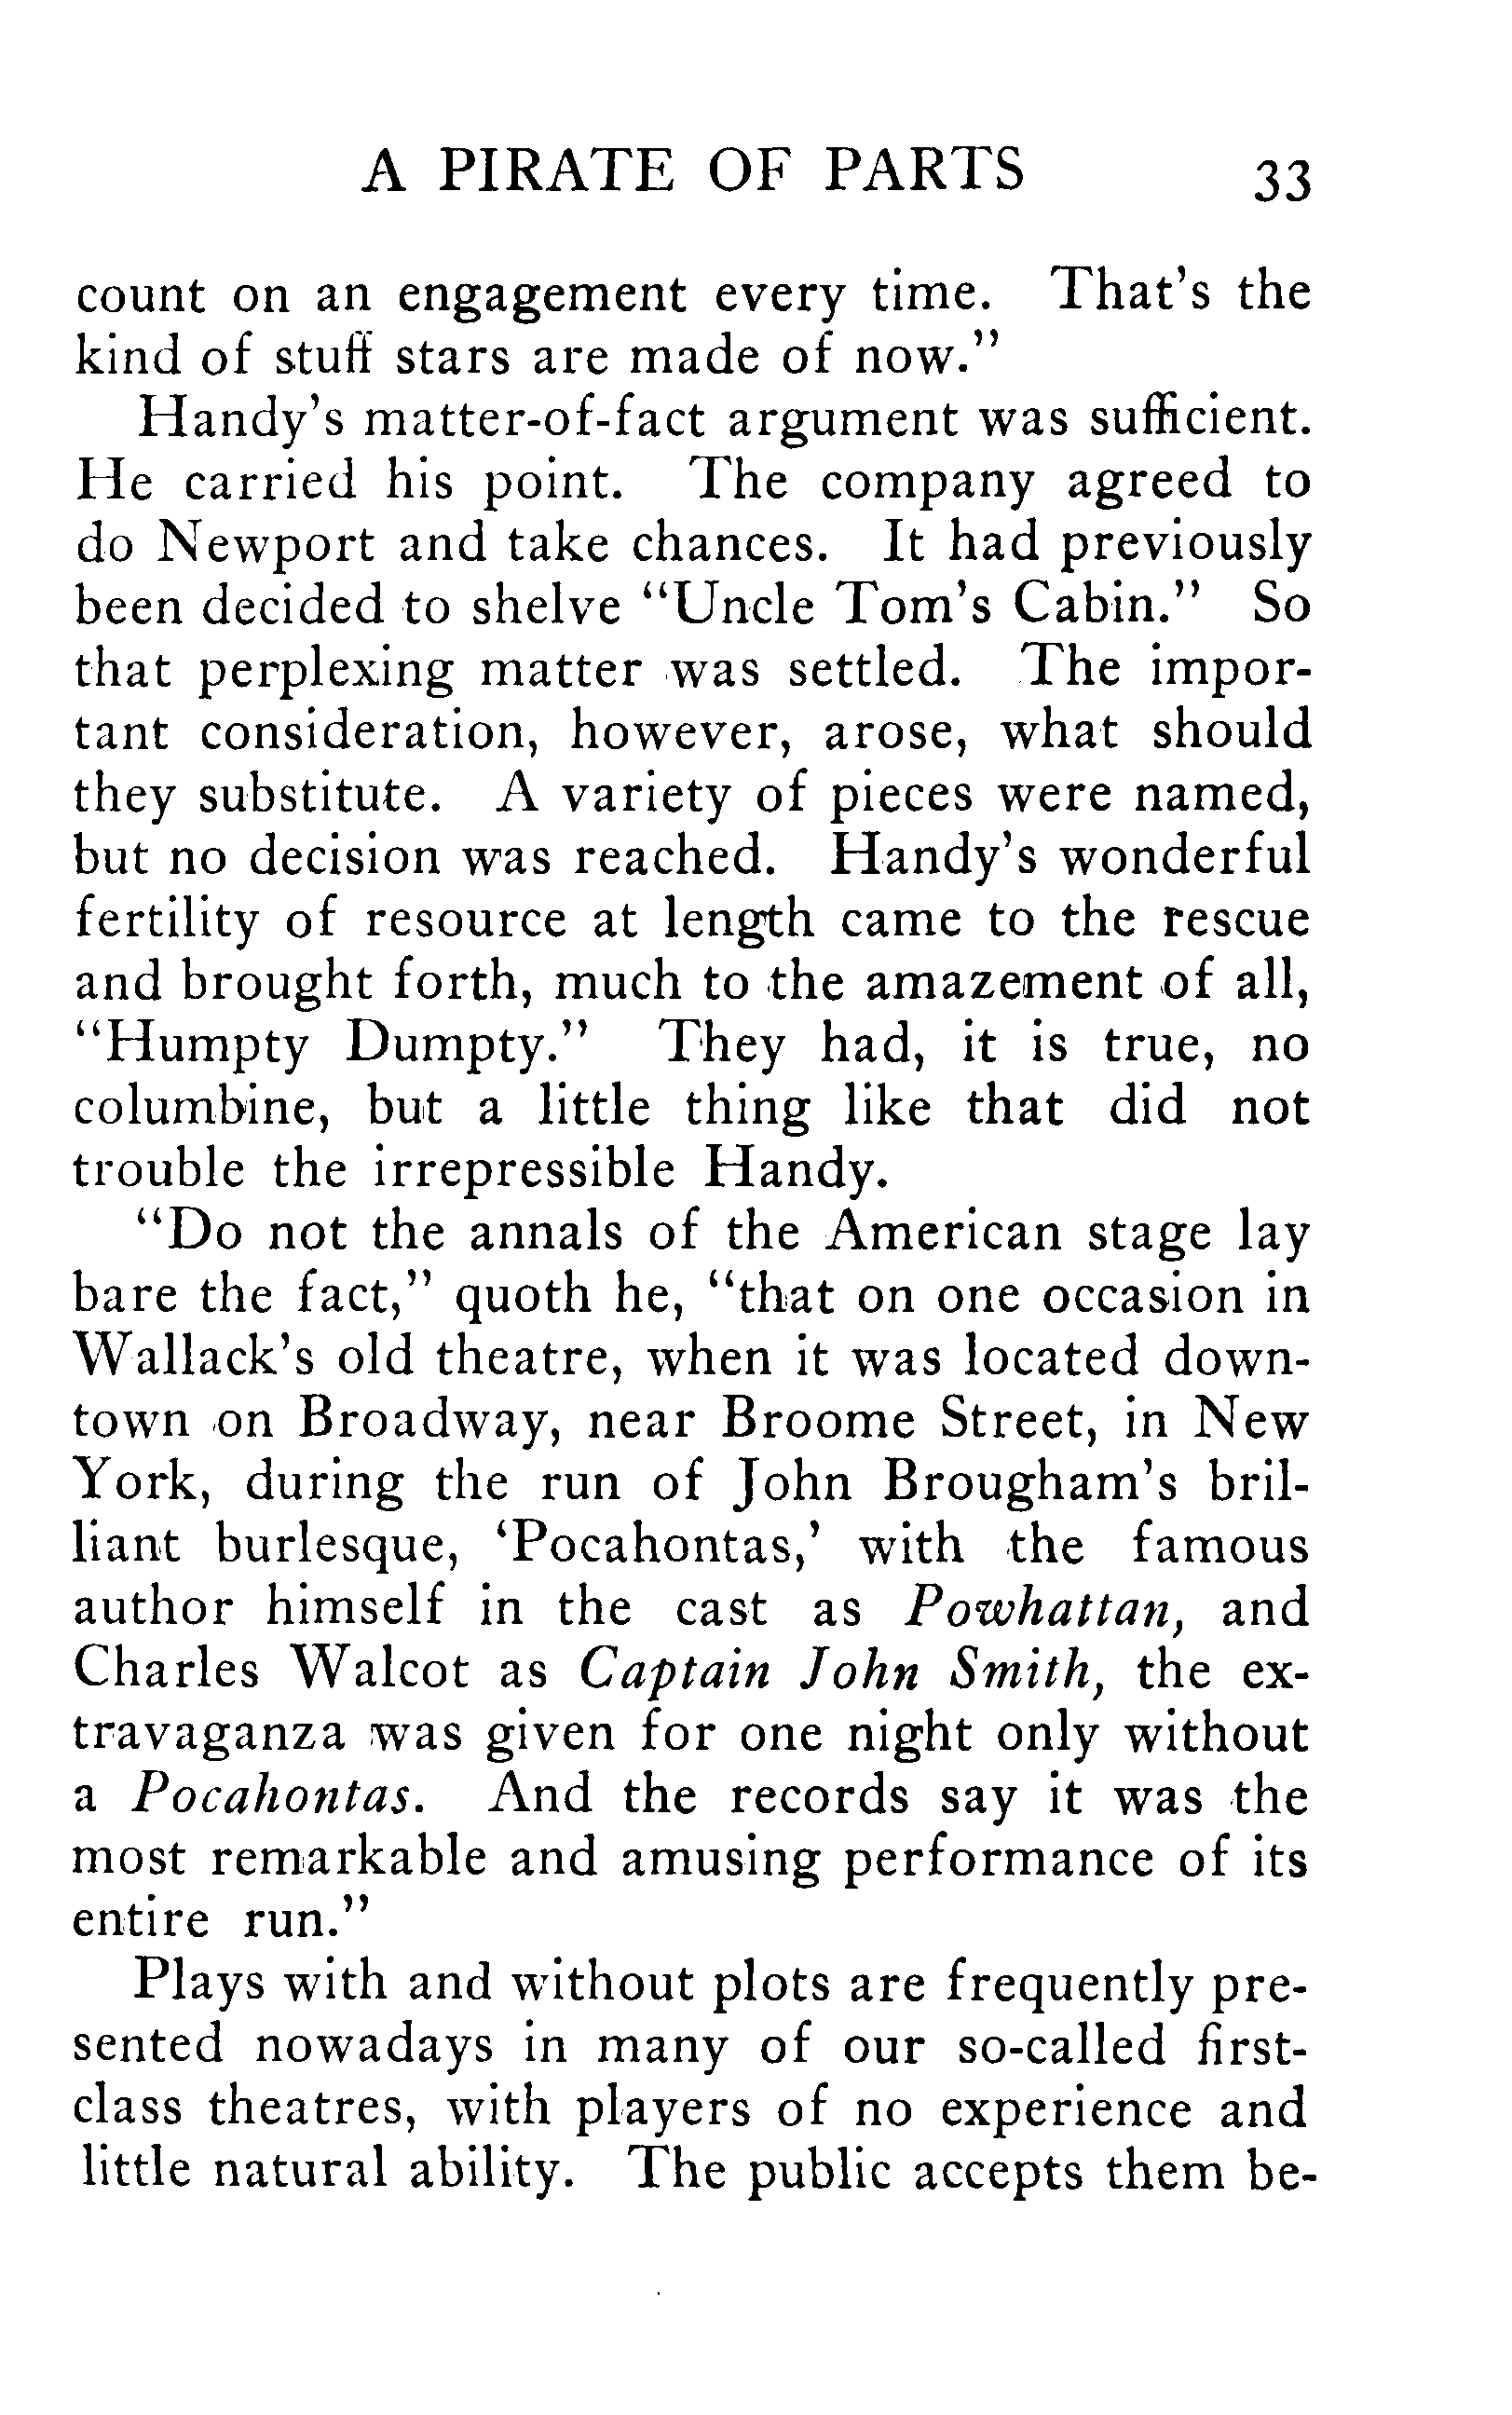 A PIRATE OF PARTS 33
count on an engagement every time. That's the
kind of stuff stars are made of now."
Handy's matter-of-fact argument was sufficient.
He carried his point. The company agreed to
do Newport and take chances. It had previously
been decided to shelve "Uncle Tom's Cabin." So
that perplexing matter was settled. The impor-
tant consideration, however, arose, what should
they substitute. A variety of pieces were named,
but no decision was reached. Handy's wonderful
fertility of resource at length came to the rescue
and brought forth, much to the amazement of all,
"Humpty Dumpty." They had, it is true, no
columbine, but a little thing like that did not
trouble the irrepressible Handy.
"Do not the annals of the American stage lay
bare the fact," quoth he, "that on one occasion in
Wallack's old theatre, when it was located down-
town on Broadway, near Broome Street, in New
York, during the run of John Brougham's bril-
liant burlesque, 'Pocahontas,' with the famous
author himself in the cast as Powhattan, and
Charles Walcot as Captain John Smith, the ex-
travaganza was given for one night only without
a Pocahontas. And the records say it was the
most remarkable and amusing performance of its
entire run."
Plays with and without plots are frequently pre-
sented nowadays in many of our so-called first-
class theatres, with players of no experience and
little natural ability. The public accepts them be-